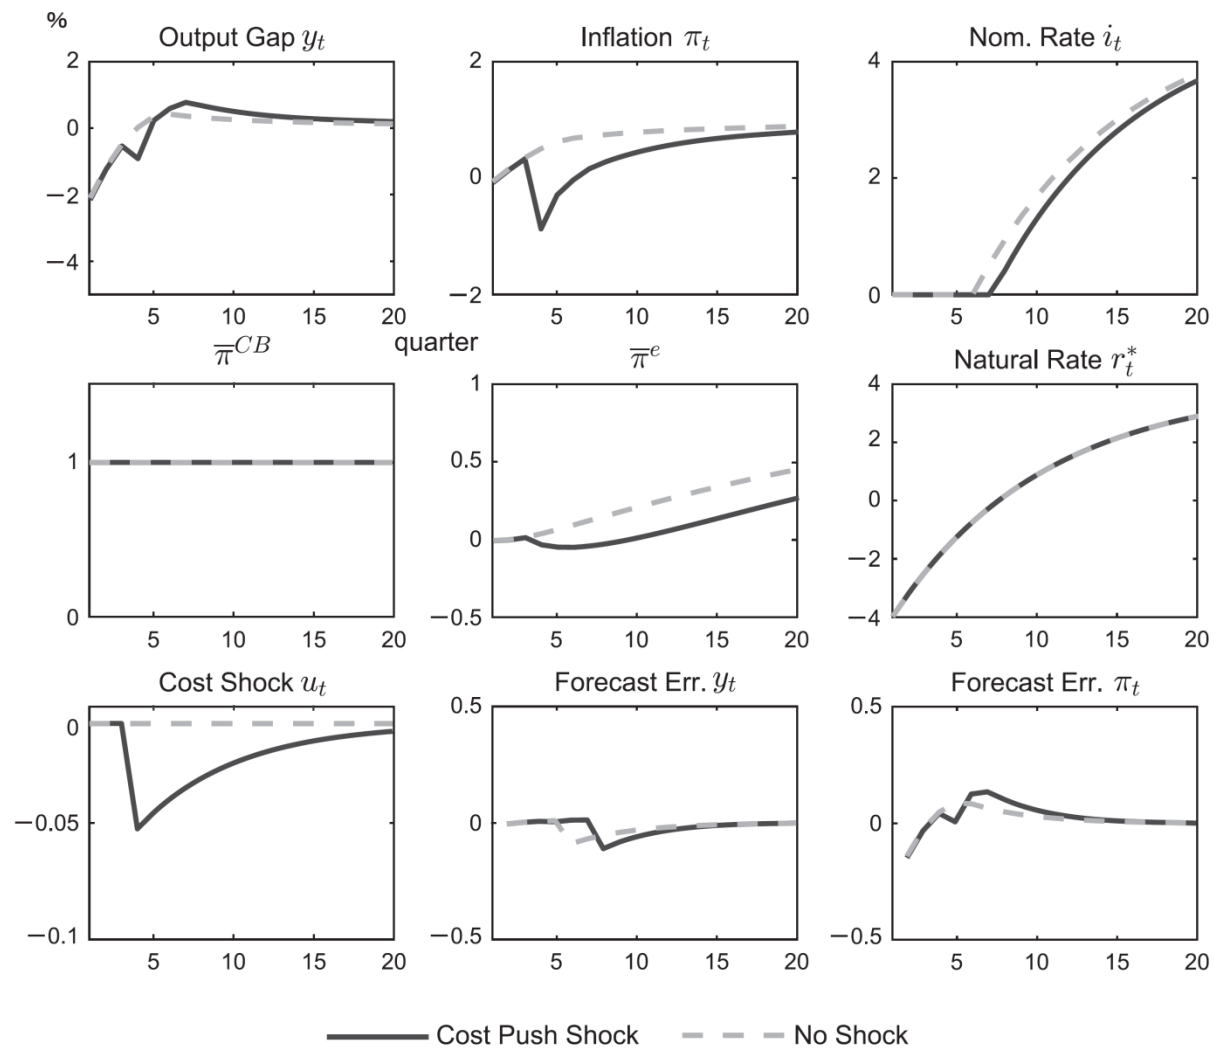 %
Output Gap y_t
2
0
−2
−4
5 10 15 20
Inflation π_t
2
0
−2
5 10 15 20
Nom. Rate i_t
4
2
0
5 10 15 20
quarter
π̅^{CB}
1
0
5 10 15 20
π̅^e
1
0.5
0
−0.5
5 10 15 20
Natural Rate r_t^*
4
2
0
−2
−4
5 10 15 20
Cost Shock u_t
0
−0.05
−0.1
5 10 15 20
Forecast Err. y_t
0.5
0
−0.5
5 10 15 20
Forecast Err. π_t
0.5
0
−0.5
5 10 15 20
Cost Push Shock
No Shock